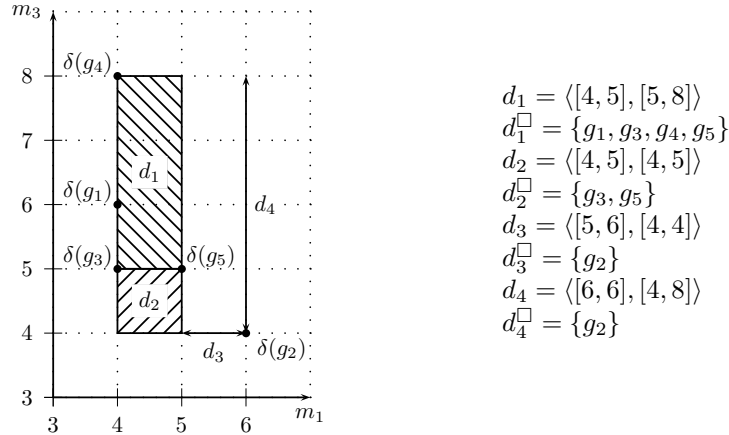 m₃
8
7
6
5
4
3
3
4
5
6
m₁
δ(g₄)
d₁
δ(g₁)
d₄
δ(g₃)
δ(g₅)
d₂
d₃
δ(g₂)
d₁ = ⟨[4, 5], [5, 8]⟩
d₁□ = {g₁, g₃, g₄, g₅}
d₂ = ⟨[4, 5], [4, 5]⟩
d₂□ = {g₃, g₅}
d₃ = ⟨[5, 6], [4, 4]⟩
d₃□ = {g₂}
d₄ = ⟨[6, 6], [4, 8]⟩
d₄□ = {g₂}